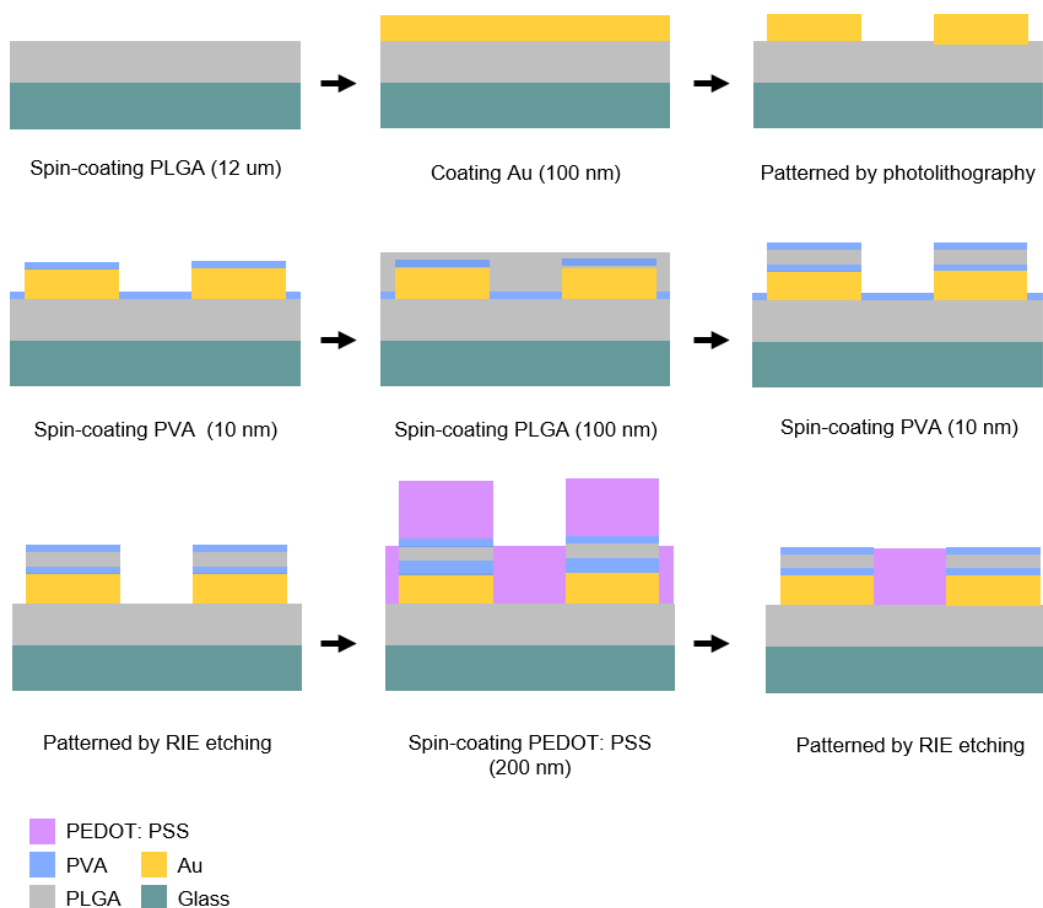 Spin-coating PLGA (12 um)
Coating Au (100 nm)
Patterned by photolithography
Spin-coating PVA (10 nm)
Spin-coating PLGA (100 nm)
Spin-coating PVA (10 nm)
Patterned by RIE etching
Spin-coating PEDOT: PSS
(200 nm)
Patterned by RIE etching
PEDOT: PSS
PVA
Au
PLGA
Glass